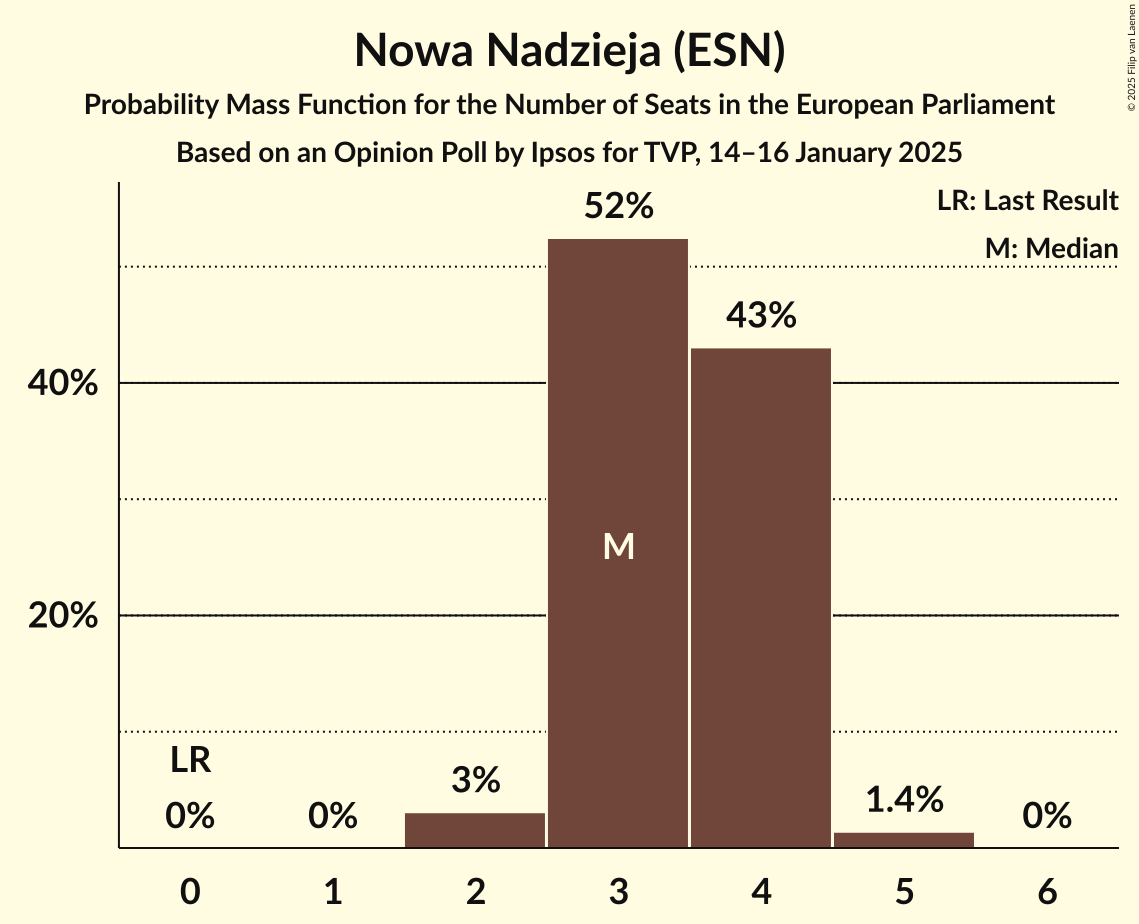 Nowa Nadzieja (ESN)
Probability Mass Function for the Number of Seats in the European Parliament
Based on an Opinion Poll by Ipsos for TVP, 14–16 January 2025
© 2025 Filip van Laenen
LR: Last Result
M: Median
52%
43%
40%
M
20%
LR
0%
0%
3%
1.4%
0%
0 1 2 3 4 5 6